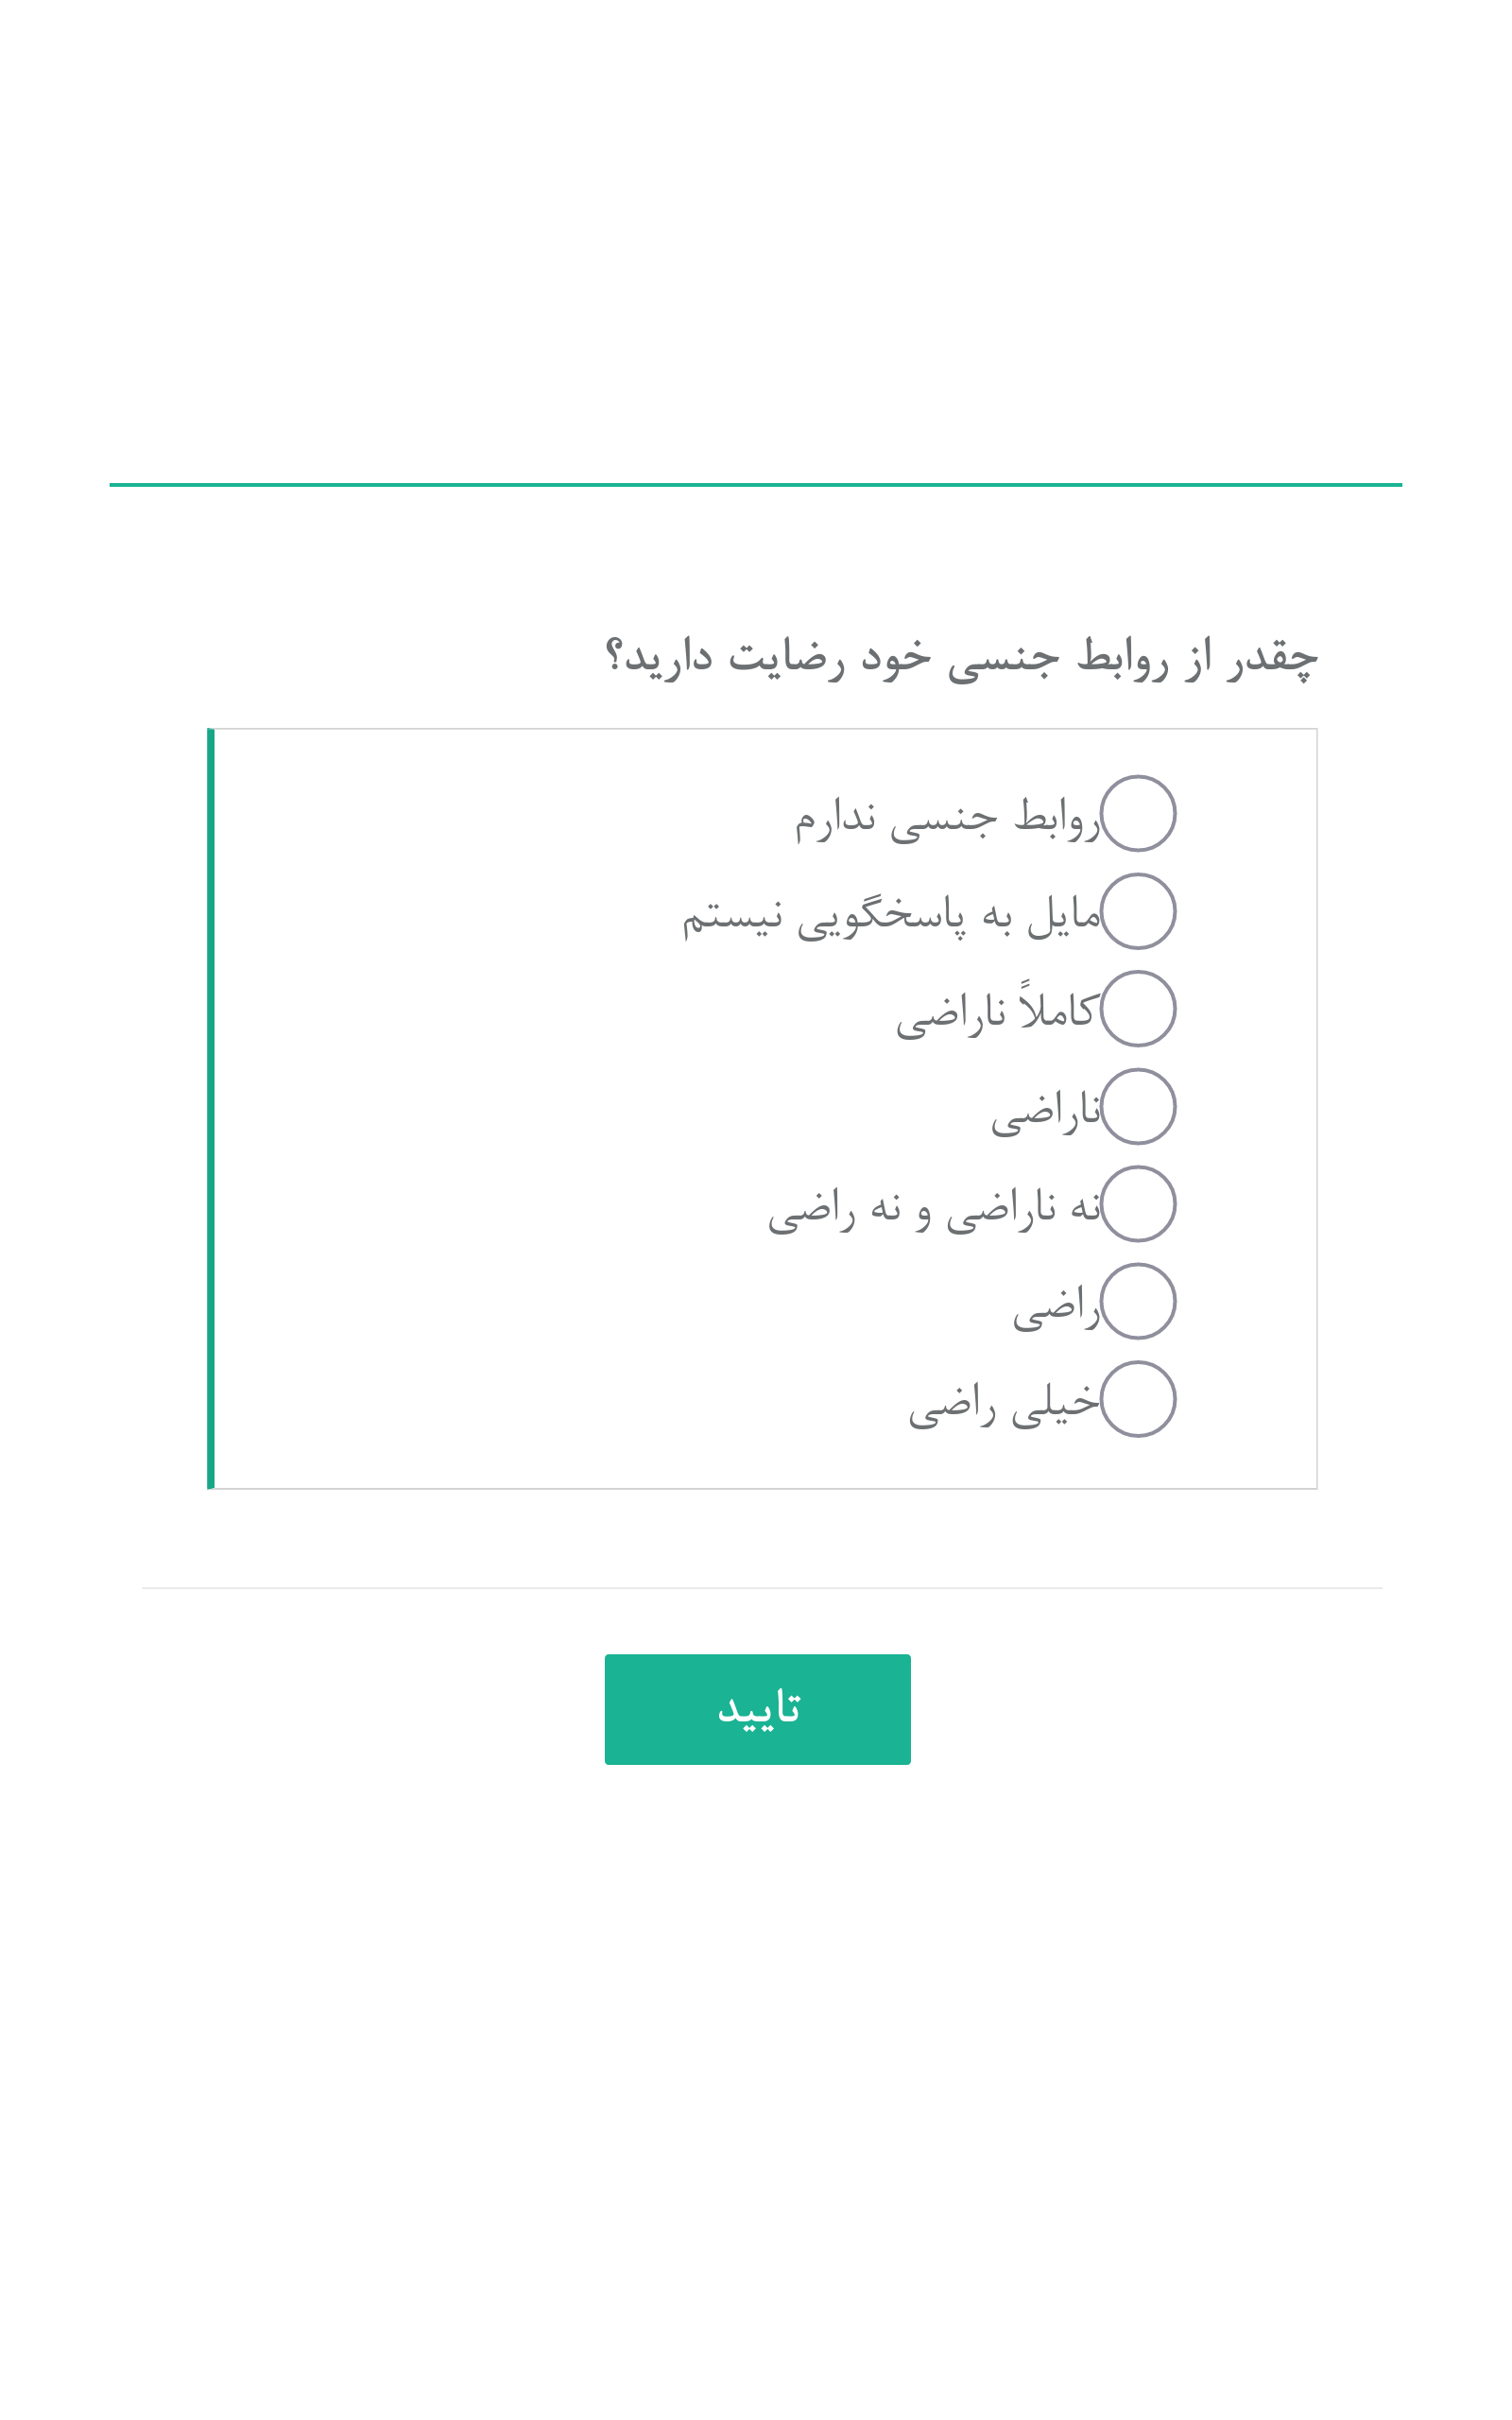 چقدر از روابط جنسی خود رضایت دارید؟
روابط جنسی ندارم
مایل به پاسخگویی نیستم
کاملاً ناراضی
ناراضی
نه ناراضی و نه راضی
راضی
خیلی راضی
تایید